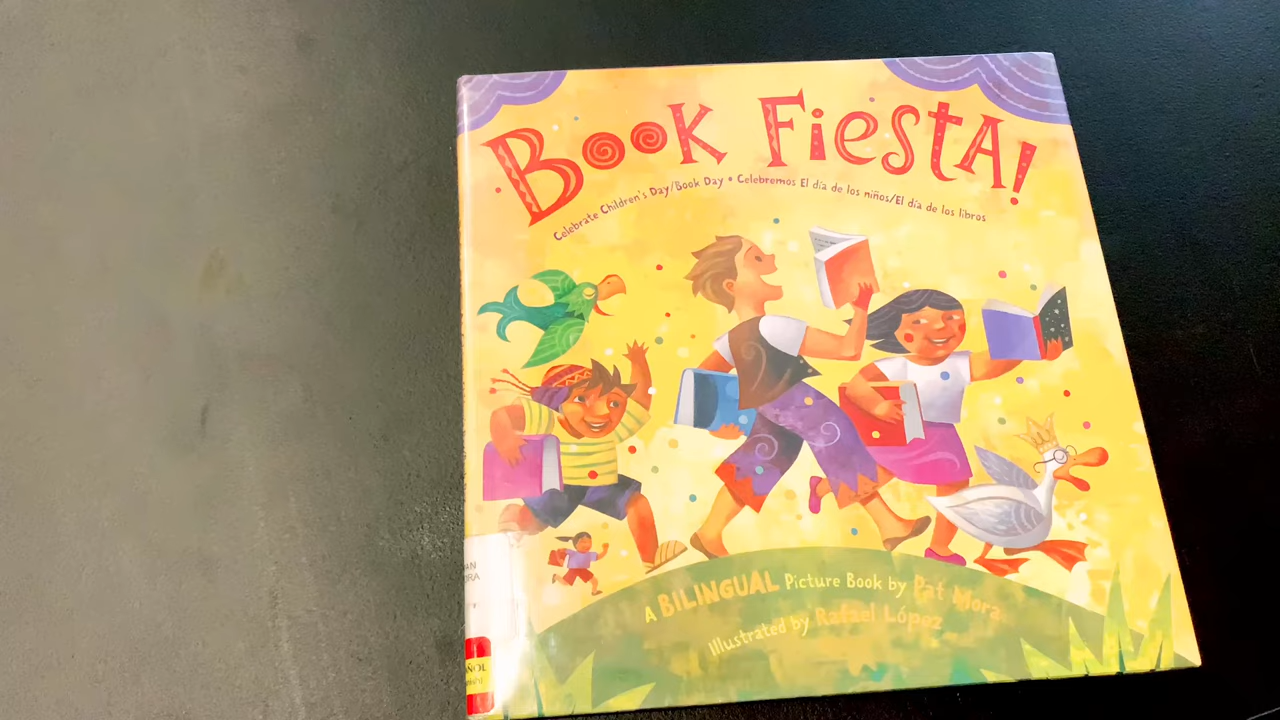 Book Fiesta!
Celebrate Children's Day/Book Day • Celebremos El día de los niños/El día de los libros
A BILINGUAL Picture Book by Pat Mora
Illustrated by Rafael López